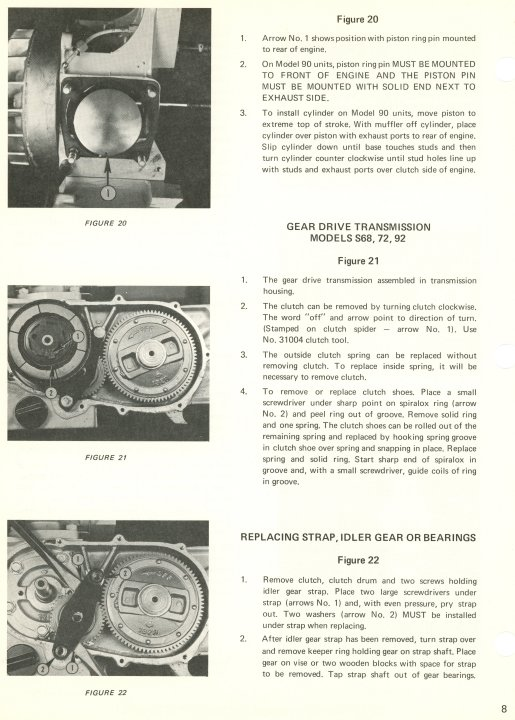 Figure 20
1. Arrow No. 1 shows position with piston ring pin mounted
to rear of engine.
2. On Model 90 units, piston ring pin MUST BE MOUNTED
TO FRONT OF ENGINE AND THE PISTON PIN
MUST BE MOUNTED WITH SOLID END NEXT TO
EXHAUST SIDE.
3. To install cylinder on Model 90 units, move piston to
extreme top of stroke. With muffler off cylinder, place
cylinder over piston with exhaust ports to rear of engine.
Slip cylinder down until base touches studs and then
turn cylinder counter clockwise until stud holes line up
with studs and exhaust ports over clutch side of engine.
1
FIGURE 20
GEAR DRIVE TRANSMISSION
MODELS S68, 72, 92
Figure 21
1. The gear drive transmission assembled in transmission
housing.
2. The clutch can be removed by turning clutch clockwise.
The word "off" and arrow point to direction of turn.
(Stamped on clutch spider — arrow No. 1). Use
No. 31004 clutch tool.
3. The outside clutch spring can be replaced without
removing clutch. To replace inside spring, it will be
necessary to remove clutch.
4. To remove or replace clutch shoes. Place a small
screwdriver under sharp point on spiralox ring (arrow
No. 2) and peel ring out of groove. Remove solid ring
and one spring. The clutch shoes can be rolled out of the
remaining spring and replaced by hooking spring groove
in clutch shoe over spring and snapping in place. Replace
spring and solid ring. Start sharp end of spiralox in
groove and, with a small screwdriver, guide coils of ring
in groove.
1
2
FIGURE 21
REPLACING STRAP, IDLER GEAR OR BEARINGS
Figure 22
1. Remove clutch, clutch drum and two screws holding
idler gear strap. Place two large screwdrivers under
strap (arrows No. 1) and, with even pressure, pry strap
out. Two washers (arrow No. 2) MUST be installed
under strap when replacing.
2. After idler gear strap has been removed, turn strap over
and remove keeper ring holding gear on strap shaft. Place
gear on vise or two wooden blocks with space for strap
to be removed. Tap strap shaft out of gear bearings.
1
2
2
1
FIGURE 22
8